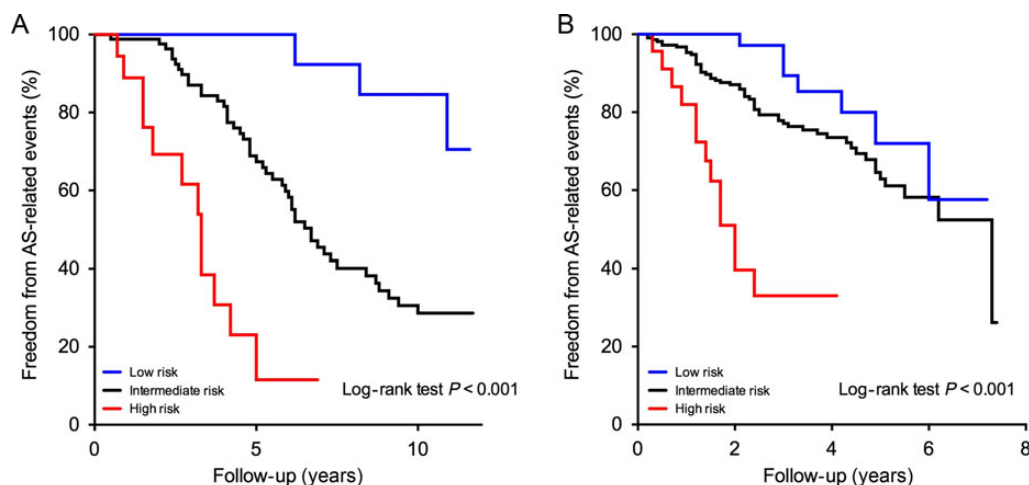 A
Freedom from AS-related events (%)
100
80
60
40
20
0
Low risk
Intermediate risk
High risk
Log-rank test P < 0.001
0 5 10
Follow-up (years)
B
Freedom from AS-related events (%)
100
80
60
40
20
0
Low risk
Intermediate risk
High risk
Log-rank test P < 0.001
0 2 4 6 8
Follow-up (years)